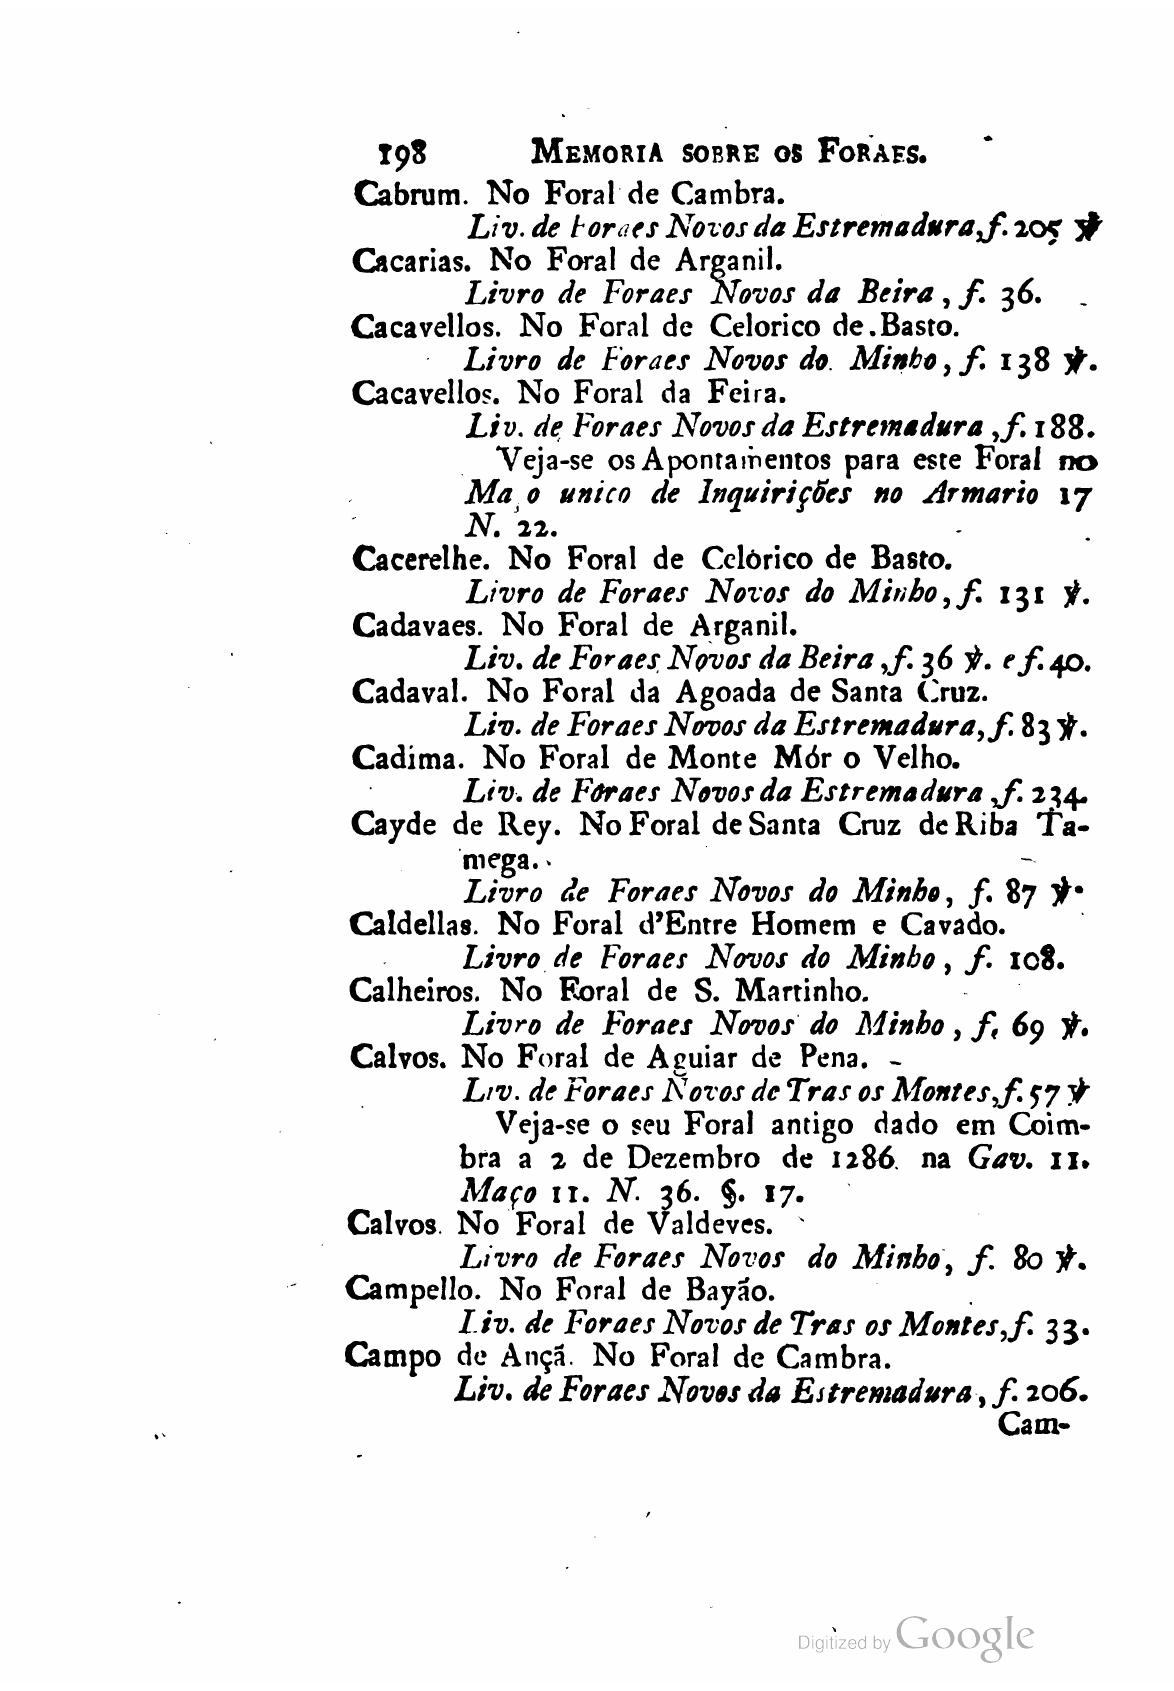 198 MEMORIA SOBRE OS FORAES.
Cabrum. No Foral de Cambra.
Liv. de Foraes Novos da Estremadura, f. 205 ℣
Cacarias. No Foral de Arganil.
Livro de Foraes Novos da Beira, f. 36.
Cacavellos. No Foral de Celorico de Basto.
Livro de Foraes Novos do Minho, f. 138 ℣.
Cacavellos. No Foral da Feira.
Liv. de Foraes Novos da Estremadura, f. 188.
Veja-se os Apontamentos para este Foral no
Maço unico de Inquirições no Armario 17
N. 22.
Cacerelhe. No Foral de Celórico de Basto.
Livro de Foraes Novos do Minho, f. 131 ℣.
Cadavaes. No Foral de Arganil.
Liv. de Foraes Novos da Beira, f. 36 ℣. e f. 40.
Cadaval. No Foral da Agoada de Santa Cruz.
Liv. de Foraes Novos da Estremadura, f. 83 ℣.
Cadima. No Foral de Monte Mór o Velho.
Liv. de Foraes Novos da Estremadura, f. 234.
Cayde de Rey. No Foral de Santa Cruz de Riba Ta-
mega.
Livro de Foraes Novos do Minho, f. 87 ℣.
Caldellas. No Foral d'Entre Homem e Cavado.
Livro de Foraes Novos do Minho, f. 108.
Calheiros. No Foral de S. Martinho.
Livro de Foraes Novos do Minho, f. 69 ℣.
Calvos. No Foral de Aguiar de Pena.
Liv. de Foraes Novos de Tras os Montes, f. 57 ℣
Veja-se o seu Foral antigo dado em Coim-
bra a 2 de Dezembro de 1286. na Gav. 11.
Maço 11. N. 36. §. 17.
Calvos. No Foral de Valdeves.
Livro de Foraes Novos do Minho, f. 80 ℣.
Campello. No Foral de Bayão.
Liv. de Foraes Novos de Tras os Montes, f. 33.
Campo de Ançã. No Foral de Cambra.
Liv. de Foraes Novos da Estremadura, f. 206.
Cam-
Digitized by Google